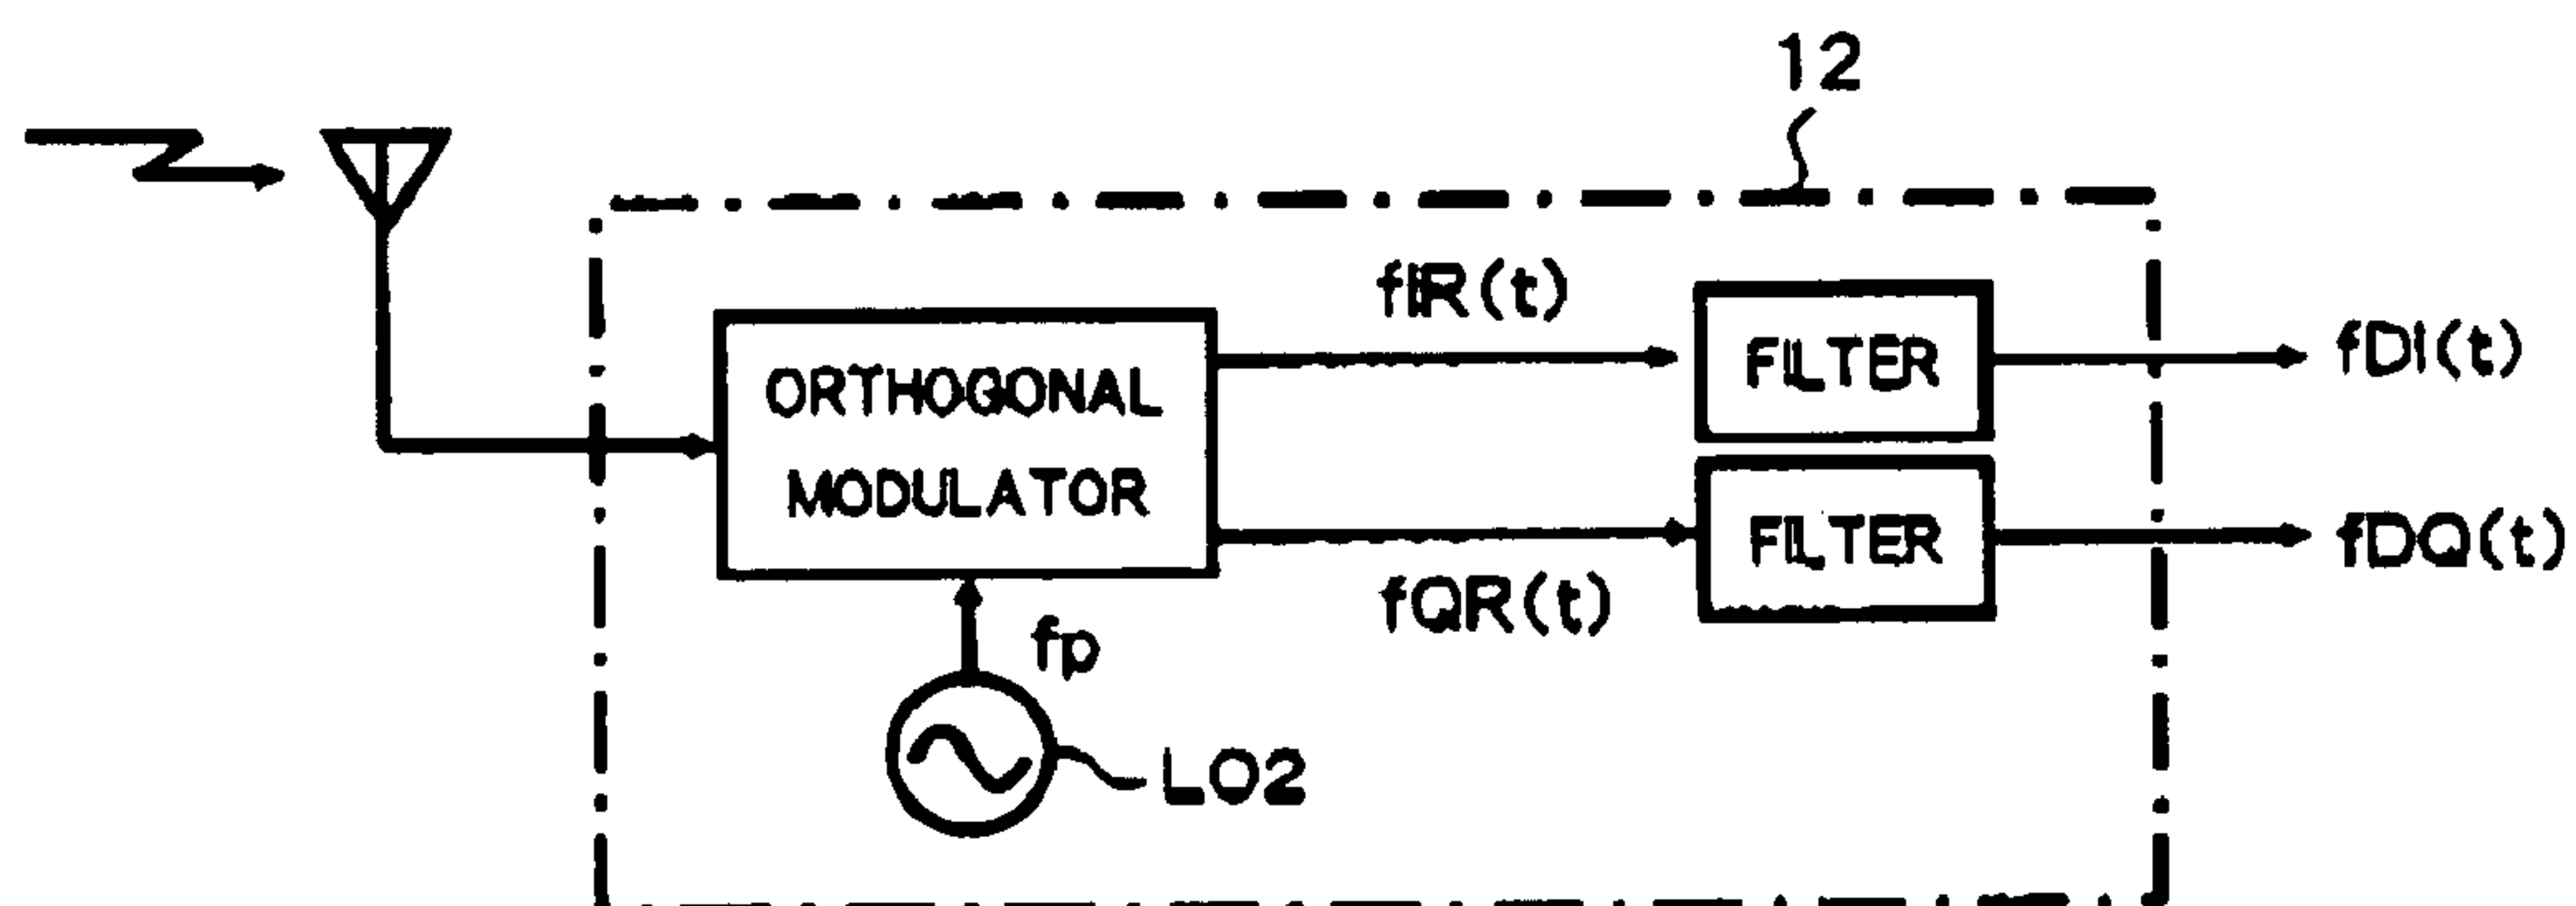 12
fIR(t)
FILTER
fDI(t)
ORTHOGONAL
MODULATOR
FILTER
fDQ(t)
fQR(t)
fp
LO2